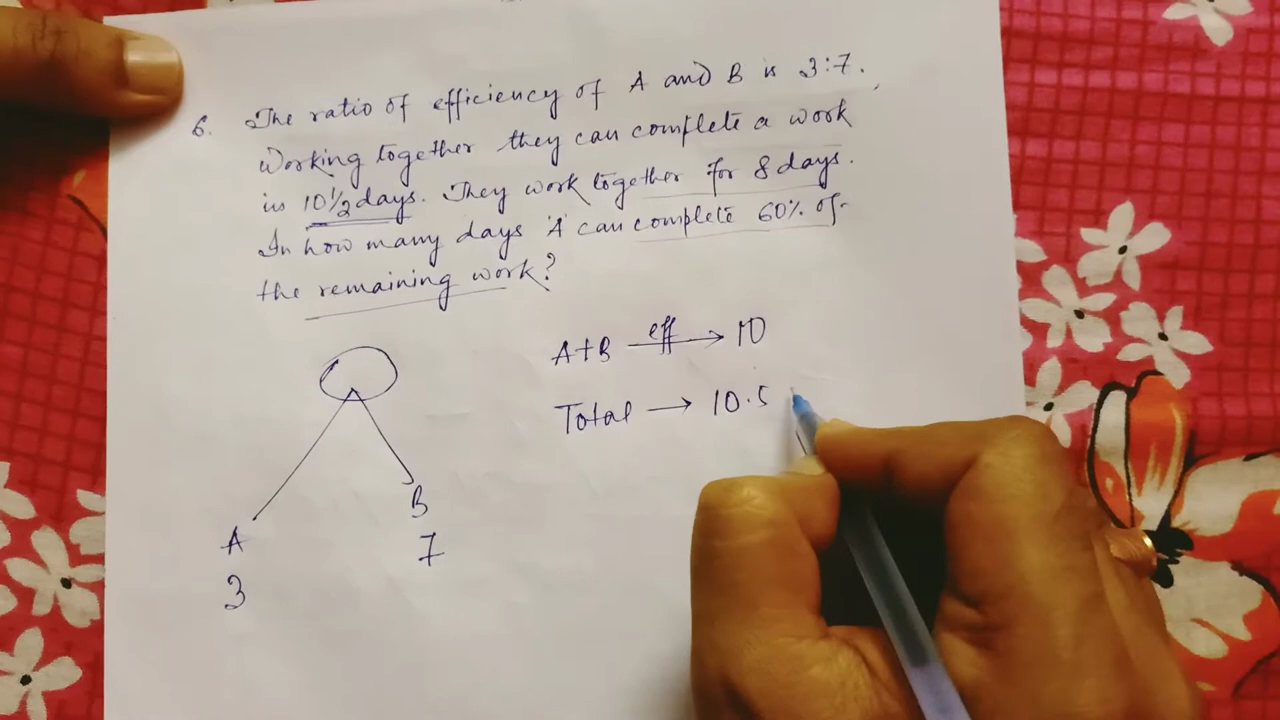 6. The ratio of efficiency of A and B is 3:7.
Working together they can complete a work
in 10 1/2 days. They work together for 8 days.
In how many days 'A' can complete 60% of
the remaining work?
A+B eff → 10
Total → 10.5
A B
3 7